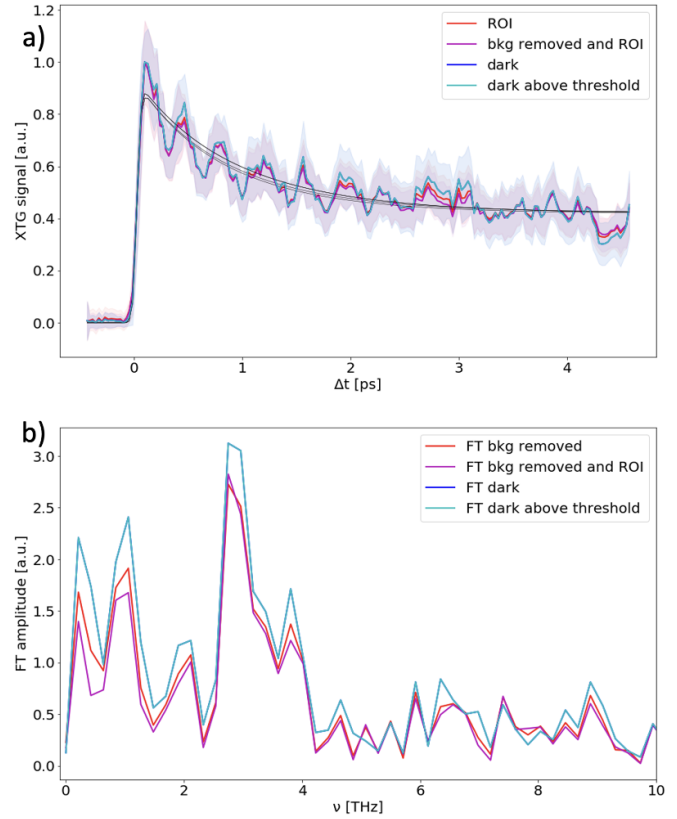 a)
1.2
1.0
0.8
0.6
0.4
0.2
0.0
XTG signal [a.u.]
ROI
bkg removed and ROI
dark
dark above threshold
0 1 2 3 4
Δt [ps]
b)
3.0
2.5
2.0
1.5
1.0
0.5
0.0
FT amplitude [a.u.]
FT bkg removed
FT bkg removed and ROI
FT dark
FT dark above threshold
0 2 4 6 8 10
ν [THz]